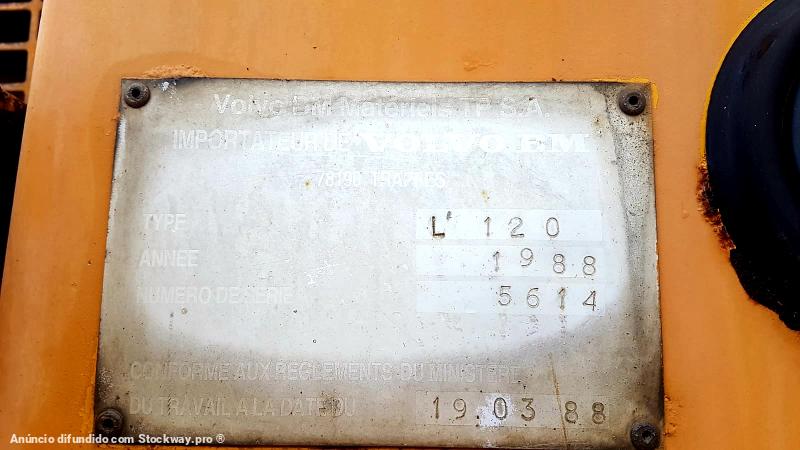 Volvo BM Matériels TP S.A
IMPORTATEUR DE VOLVO BM
78190 TRAPPES
TYPE L 120
ANNEE 1988
NUMERO DE SERIE 5614
CONFORME AUX REGLEMENTS DU MINISTERE
DU TRAVAIL A LA DATE DU 19 03 88
Anúncio difundido com Stockway.pro ®